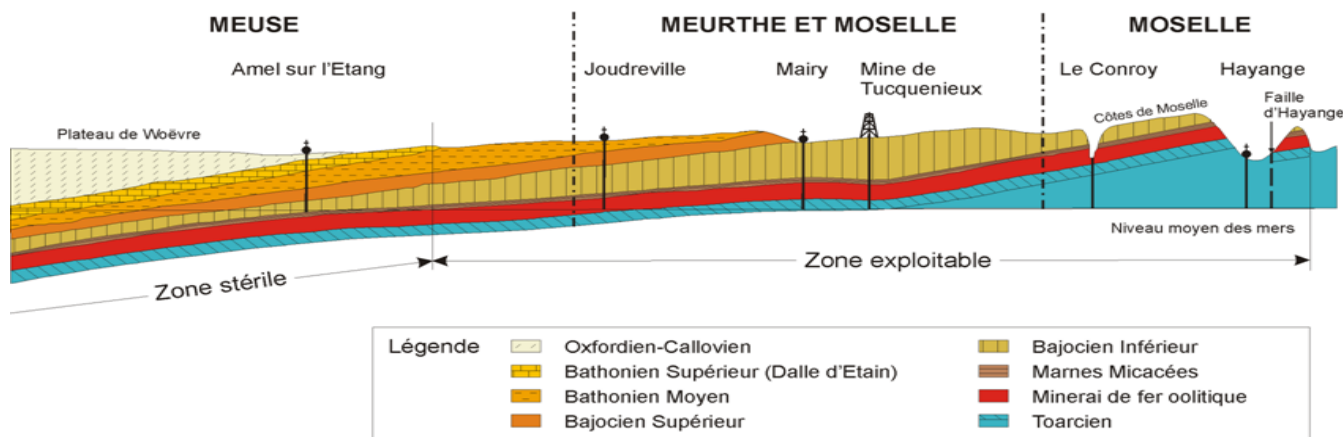 MEUSE
MEURTHE ET MOSELLE
MOSELLE
Amel sur l'Etang
Joudreville
Mairy
Mine de
Tucquenieux
Le Conroy
Hayange
Plateau de Woëvre
Côtes de Moselle
Faille
d'Hayange
Niveau moyen des mers
Zone stérile
Zone exploitable
Légende
Oxfordien-Callovien
Bathonien Supérieur (Dalle d'Etain)
Bathonien Moyen
Bajocien Supérieur
Bajocien Inférieur
Marnes Micacées
Minerai de fer oolitique
Toarcien